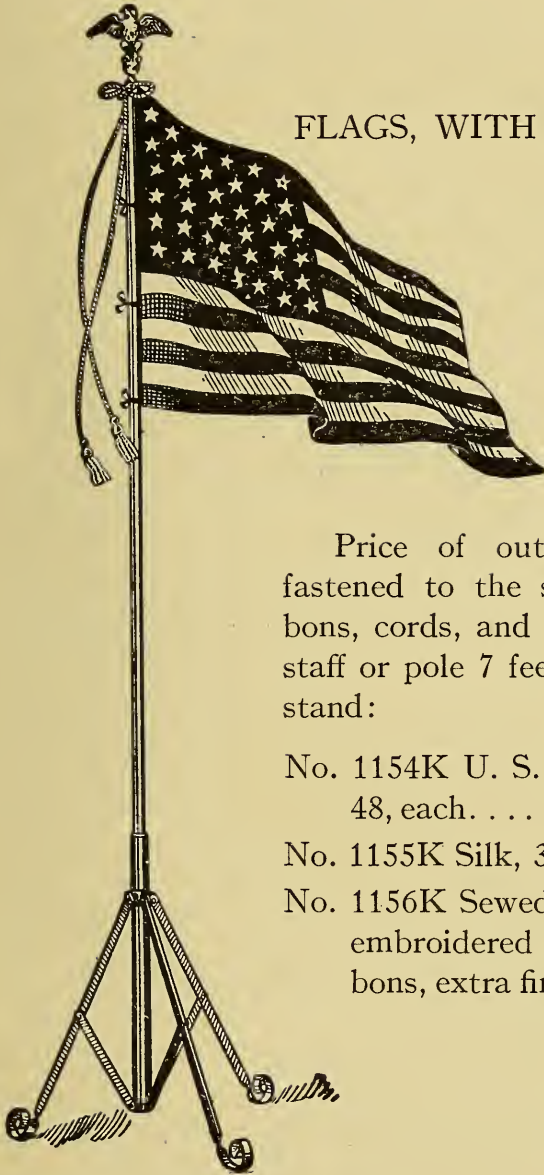 FLAGS, WITH
Price of out
fastened to the s
bons, cords, and
staff or pole 7 fee
stand:
No. 1154K U. S.
48, each. . . .
No. 1155K Silk, 3
No. 1156K Sewed
embroidered
bons, extra fin